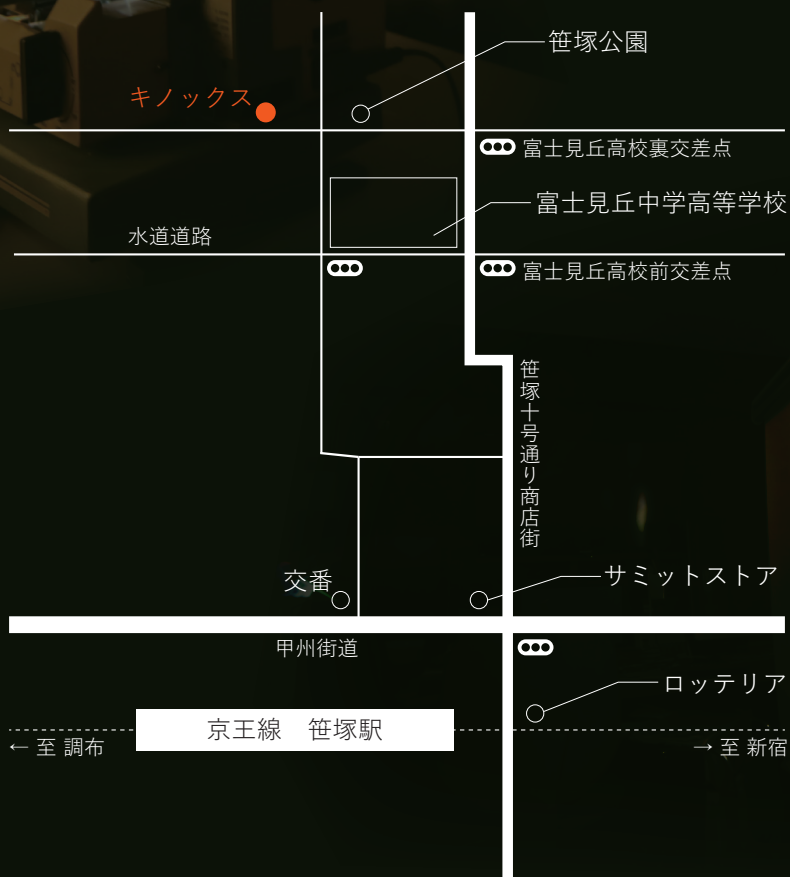 笹塚公園
キノックス
富士見丘高校裏交差点
富士見丘中学高等学校
水道道路
富士見丘高校前交差点
笹塚十号通り商店街
サミットストア
交番
甲州街道
ロッテリア
京王線　笹塚駅
← 至 調布
→ 至 新宿